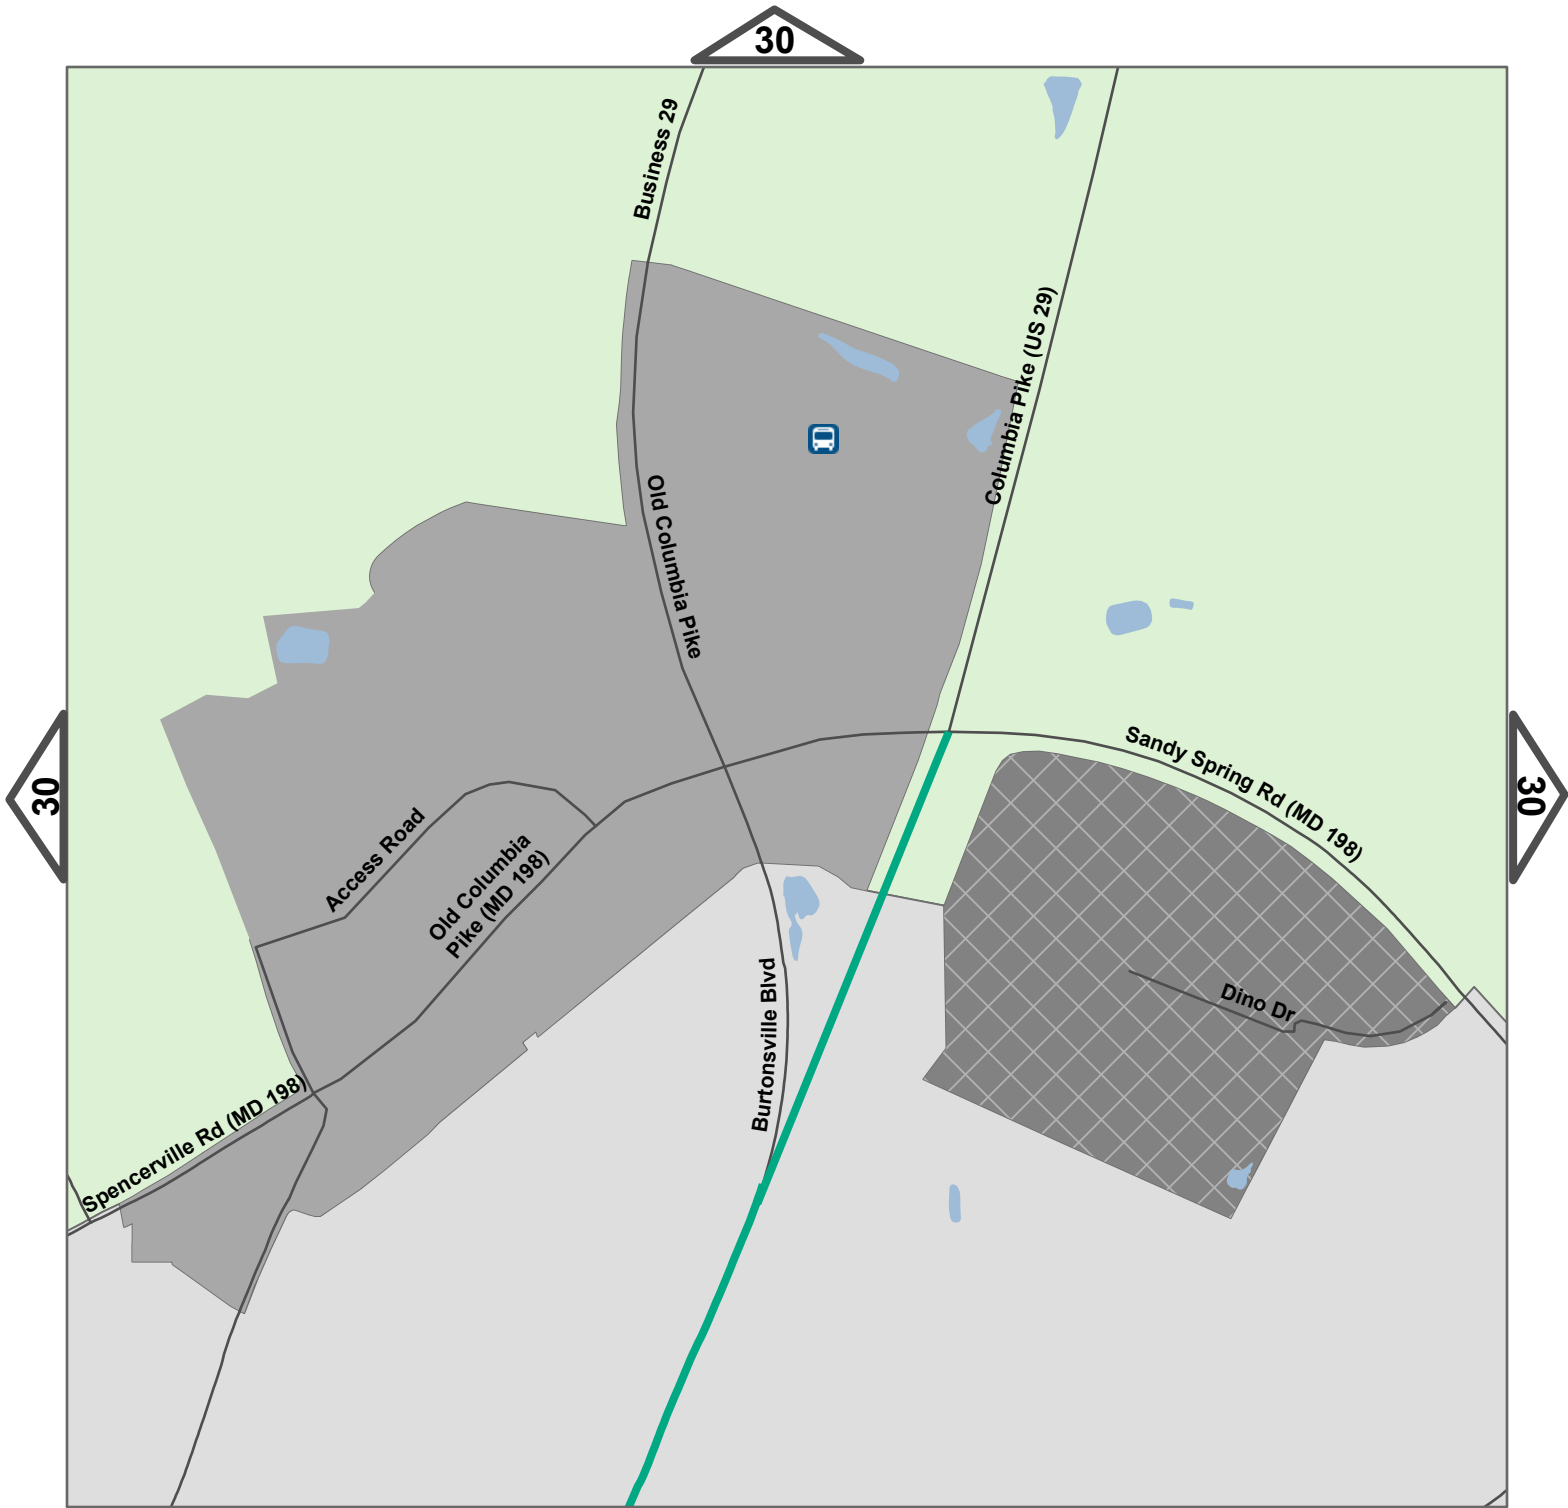 30
Business 29
Columbia Pike (US 29)
Old Columbia Pike
Sandy Spring Rd (MD 198)
30
30
Access Road
Old Columbia
Pike (MD 198)
Burtonsville Blvd
Dino Dr
Spencerville Rd (MD 198)